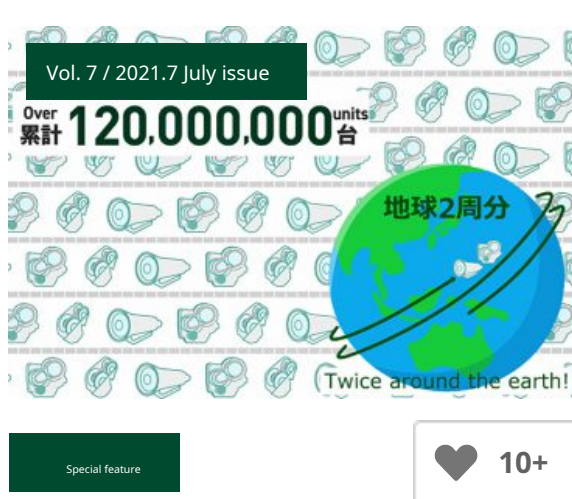 Vol. 7 / 2021.7 July issue
Over
累計 120,000,000 units
台
地球2周分
Twice around the earth!
Special feature
10+